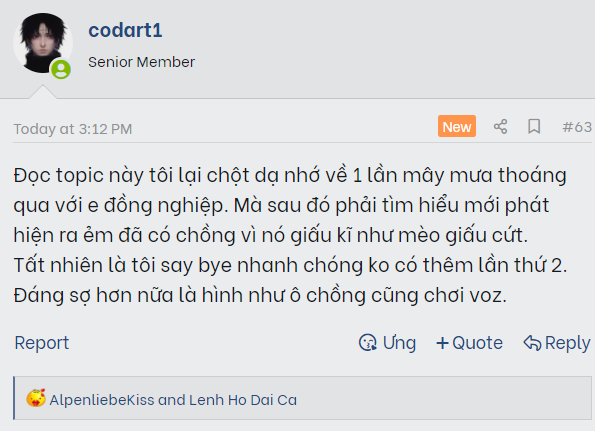 codart1
Senior Member
Today at 3:12 PM
New
#63
Đọc topic này tôi lại chột dạ nhớ về 1 lần mây mưa thoáng
qua với e đồng nghiệp. Mà sau đó phải tìm hiểu mới phát
hiện ra ẻm đã có chồng vì nó giấu kĩ như mèo giấu cứt.
Tất nhiên là tôi say bye nhanh chóng ko có thêm lần thứ 2.
Đáng sợ hơn nữa là hình như ô chồng cũng chơi voz.
Report
Ưng
+Quote
Reply
AlpenliebeKiss and Lenh Ho Dai Ca